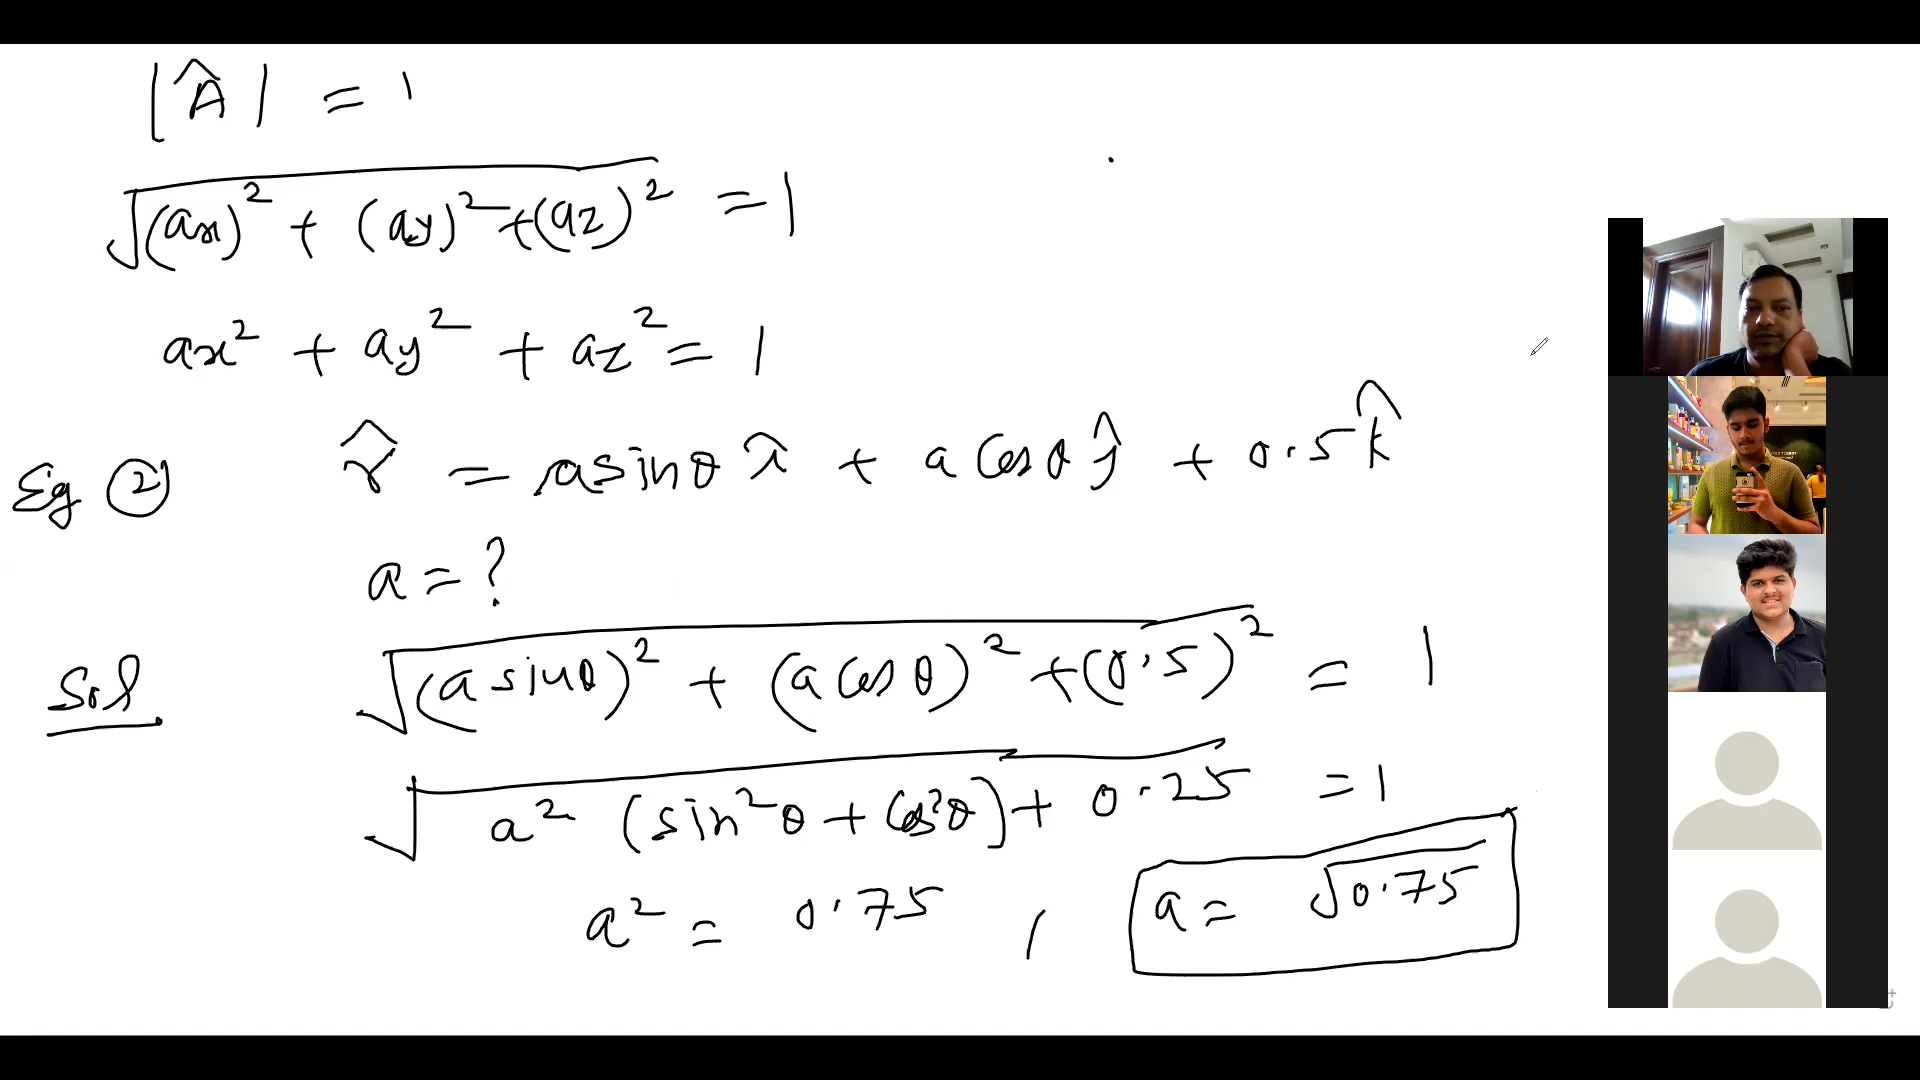 |Â| = 1
√(ax)² + (ay)² + (az)² = 1
ax² + ay² + az² = 1
Eg ② r̂ = a sinθ î + a cosθ ĵ + 0.5 k̂
a = ?
Sol √(a sinθ)² + (a cosθ)² + (0.5)² = 1
√a² (sin²θ + cos²θ) + 0.25 = 1
a² = 0.75 , a = √0.75